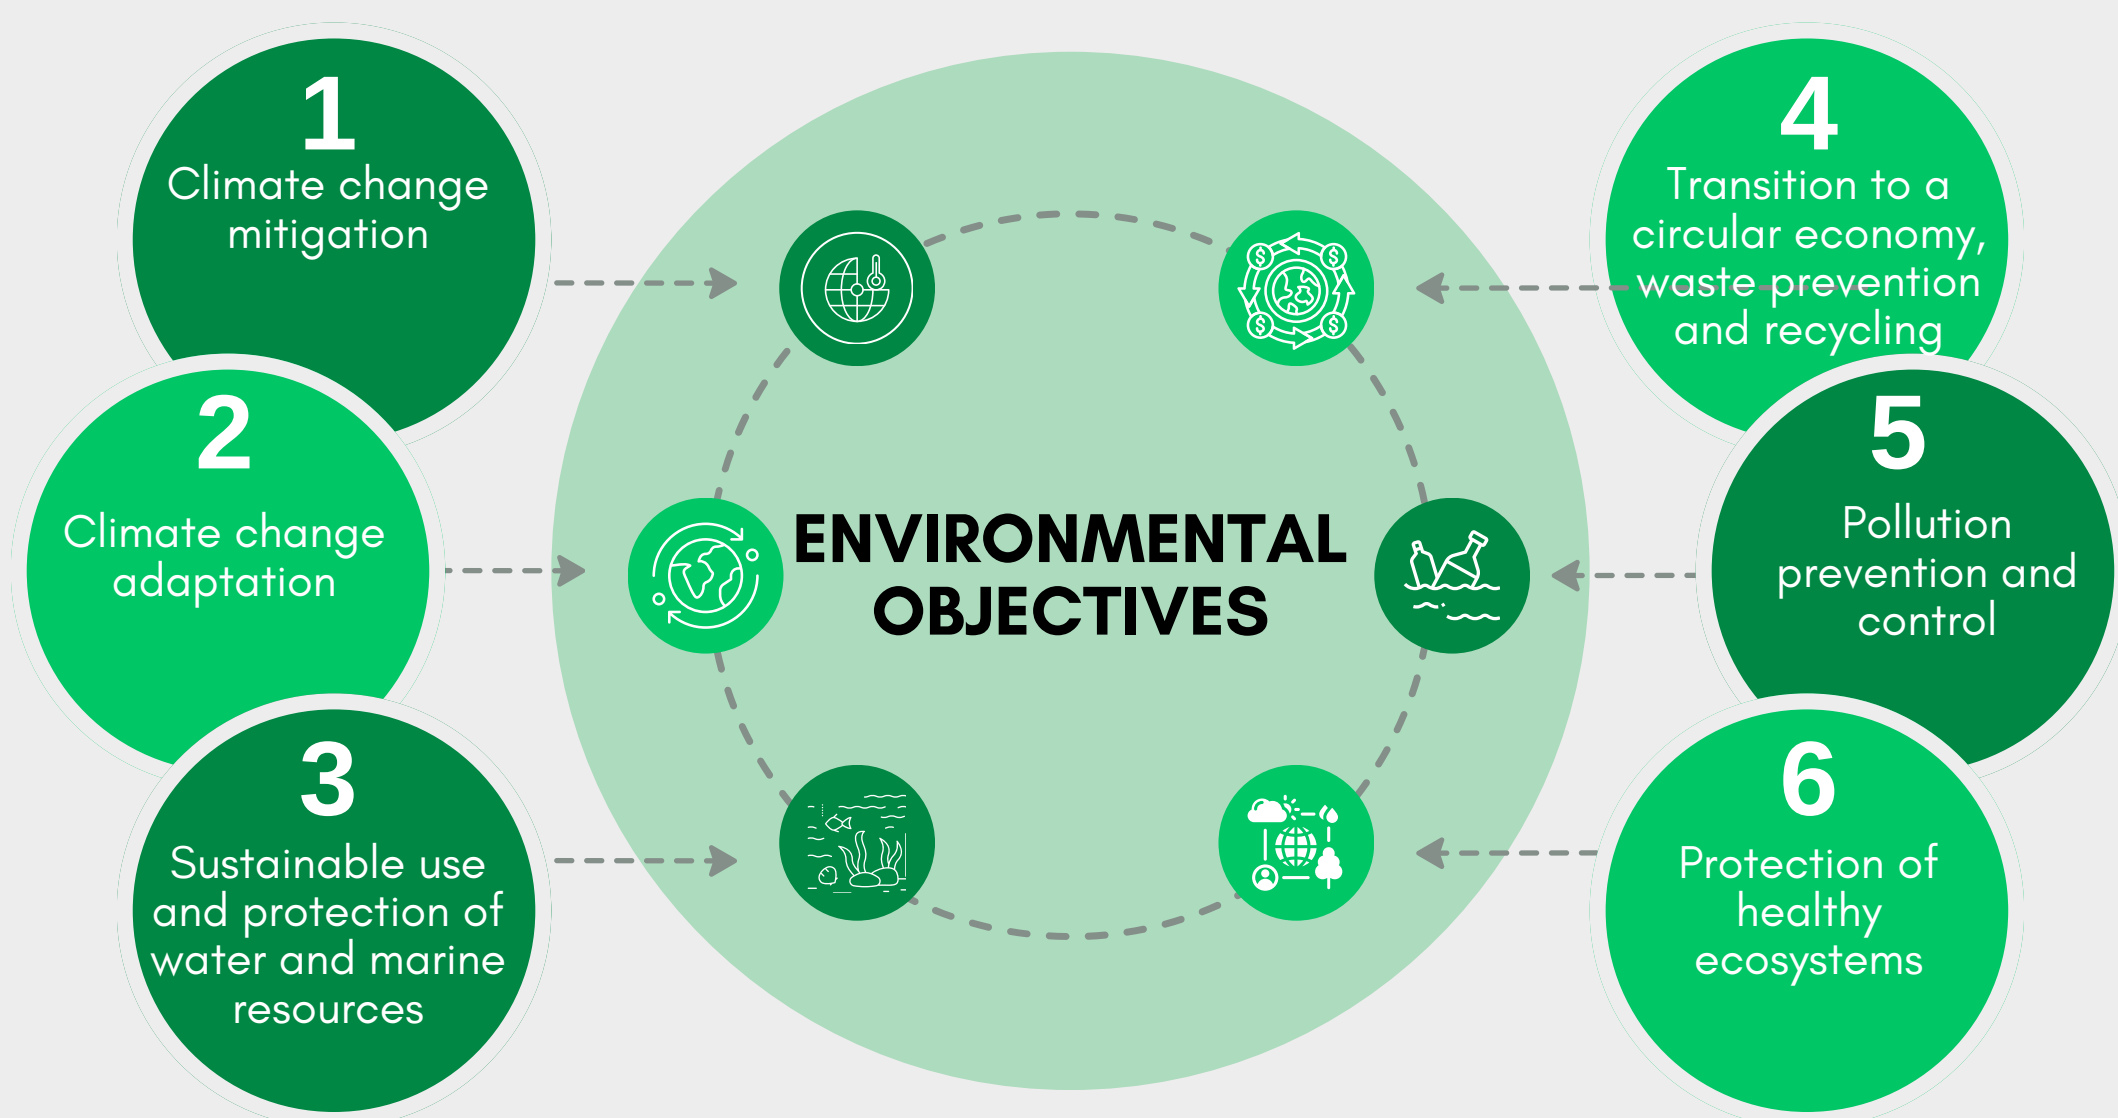 1
Climate change
mitigation
2
Climate change
adaptation
3
Sustainable use
and protection of
water and marine
resources
ENVIRONMENTAL
OBJECTIVES
4
Transition to a
circular economy,
waste prevention
and recycling
$ $
$ $
5
Pollution
prevention and
control
6
Protection of
healthy
ecosystems